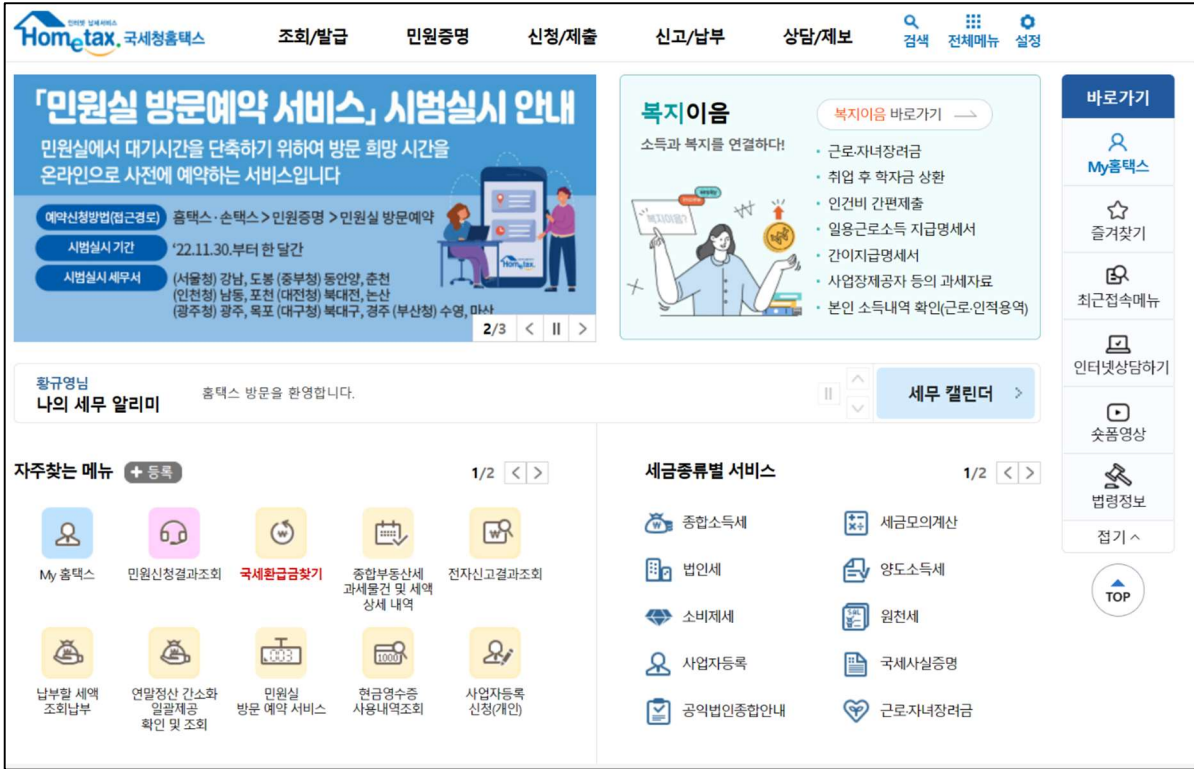 인터넷 납세서비스
Hometax. 국세청홈택스
조회/발급
민원증명
신청/제출
신고/납부
상담/제보
검색
전체메뉴
설정
「민원실 방문예약 서비스」 시범실시 안내
민원실에서 대기시간을 단축하기 위하여 방문 희망 시간을
온라인으로 사전에 예약하는 서비스입니다
예약신청방법(접근경로) 홈택스·손택스 > 민원증명 > 민원실 방문예약
시범실시 기간 '22.11.30.부터 한 달간
시범실시 세무서 (서울청) 강남, 도봉 (중부청) 동안양, 춘천
(인천청) 남동, 포천 (대전청) 북대전, 논산
(광주청) 광주, 목포 (대구청) 북대구, 경주 (부산청) 수영, 마산
Hometax.
2/3
복지이음
소득과 복지를 연결하다!
복지이음?
복지이음 바로가기
· 근로·자녀장려금
· 취업 후 학자금 상환
· 인건비 간편제출
· 일용근로소득 지급명세서
· 간이지급명세서
· 사업장제공자 등의 과세자료
· 본인 소득내역 확인(근로·인적용역)
바로가기
My홈택스
즐겨찾기
최근접속메뉴
인터넷상담하기
숏폼영상
법령정보
접기
TOP
황규영님
나의 세무 알리미
홈택스 방문을 환영합니다.
세무 캘린더
자주찾는 메뉴
+ 등록
1/2
My 홈택스
민원신청결과조회
국세환급금찾기
종합부동산세
과세물건 및 세액
상세 내역
전자신고결과조회
납부할 세액
조회납부
연말정산 간소화
일괄제공
확인 및 조회
003
민원실
방문 예약 서비스
1000
현금영수증
사용내역조회
사업자등록
신청(개인)
세금종류별 서비스
1/2
종합소득세
세금모의계산
법인세
양도소득세
소비제세
원천세
사업자등록
국세사실증명
공익법인종합안내
근로·자녀장려금